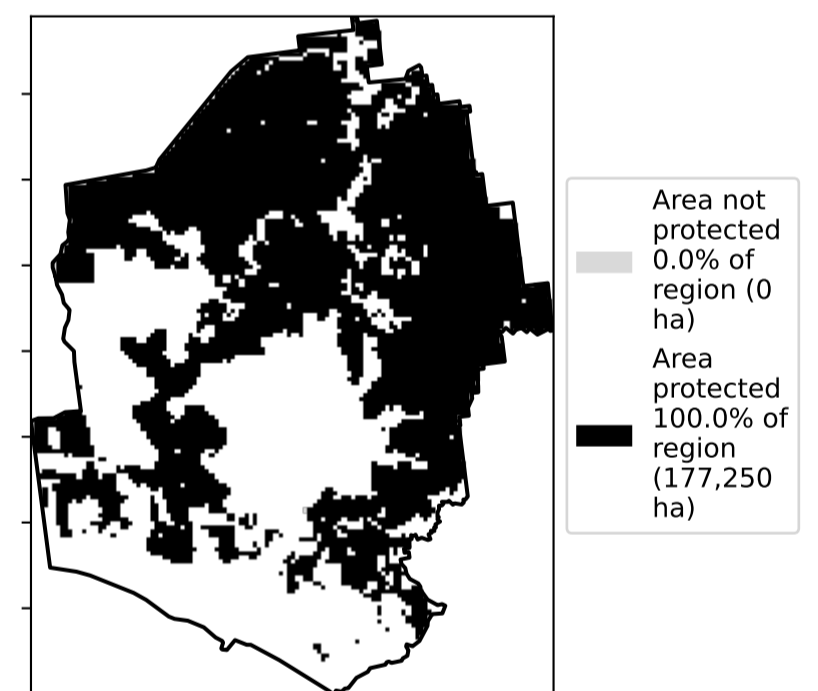 Area not
protected
0.0% of
region (0
ha)
Area
protected
100.0% of
region
(177,250
ha)